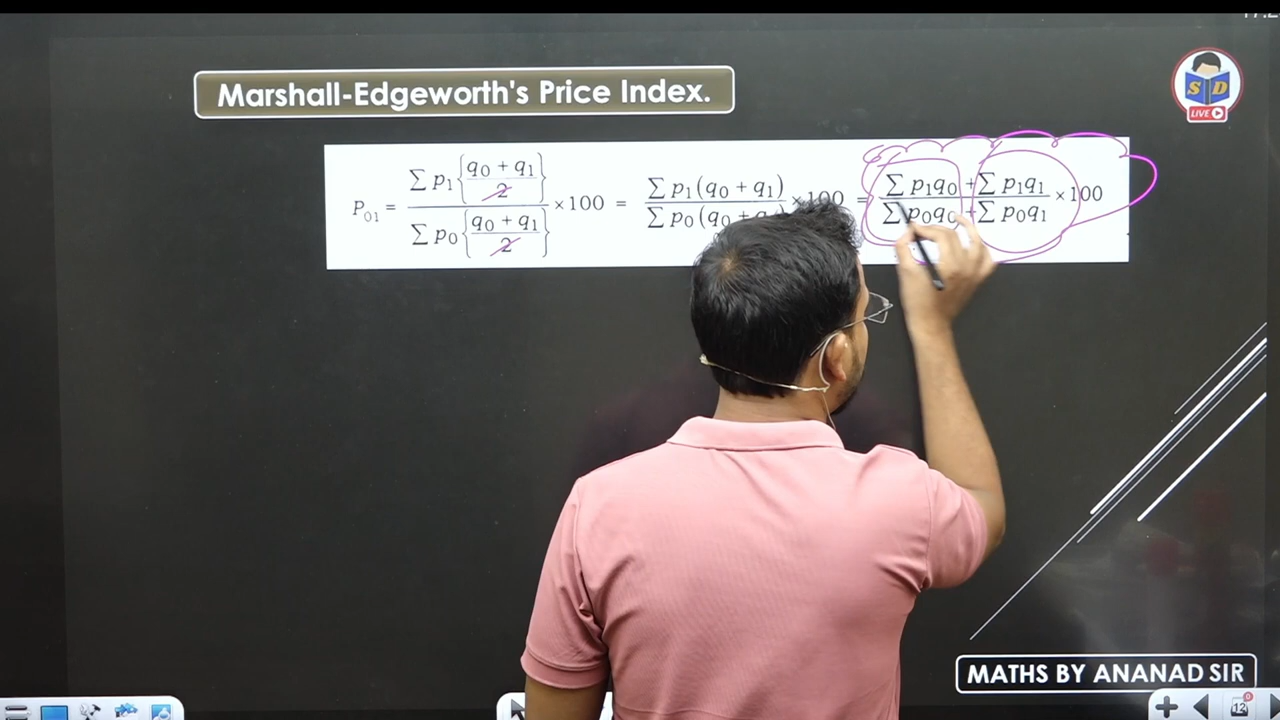 Marshall-Edgeworth's Price Index.
S D
LIVE
P₀₁ = ∑ p₁{(q₀ + q₁)/2} / ∑ p₀{(q₀ + q₁)/2} ×100 = ∑ p₁(q₀ + q₁) / ∑ p₀(q₀ + ×100 = ∑ p₁q₀ + ∑ p₁q₁ / ∑ p₀q₀ + ∑ p₀q₁ ×100
MATHS BY ANANAD SIR
12